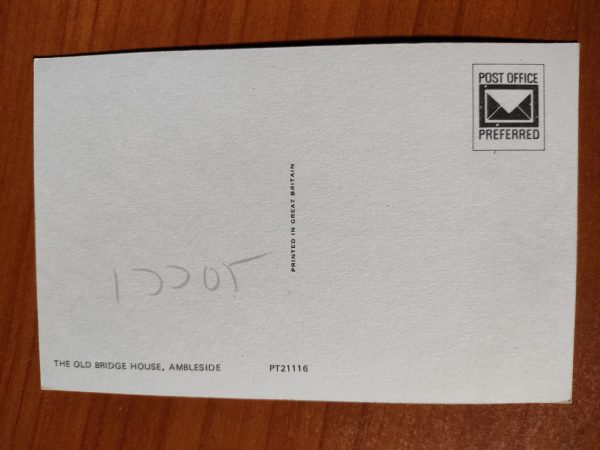 POST OFFICE
PREFERRED
PRINTED IN GREAT BRITAIN
THE OLD BRIDGE HOUSE, AMBLESIDE
PT21116